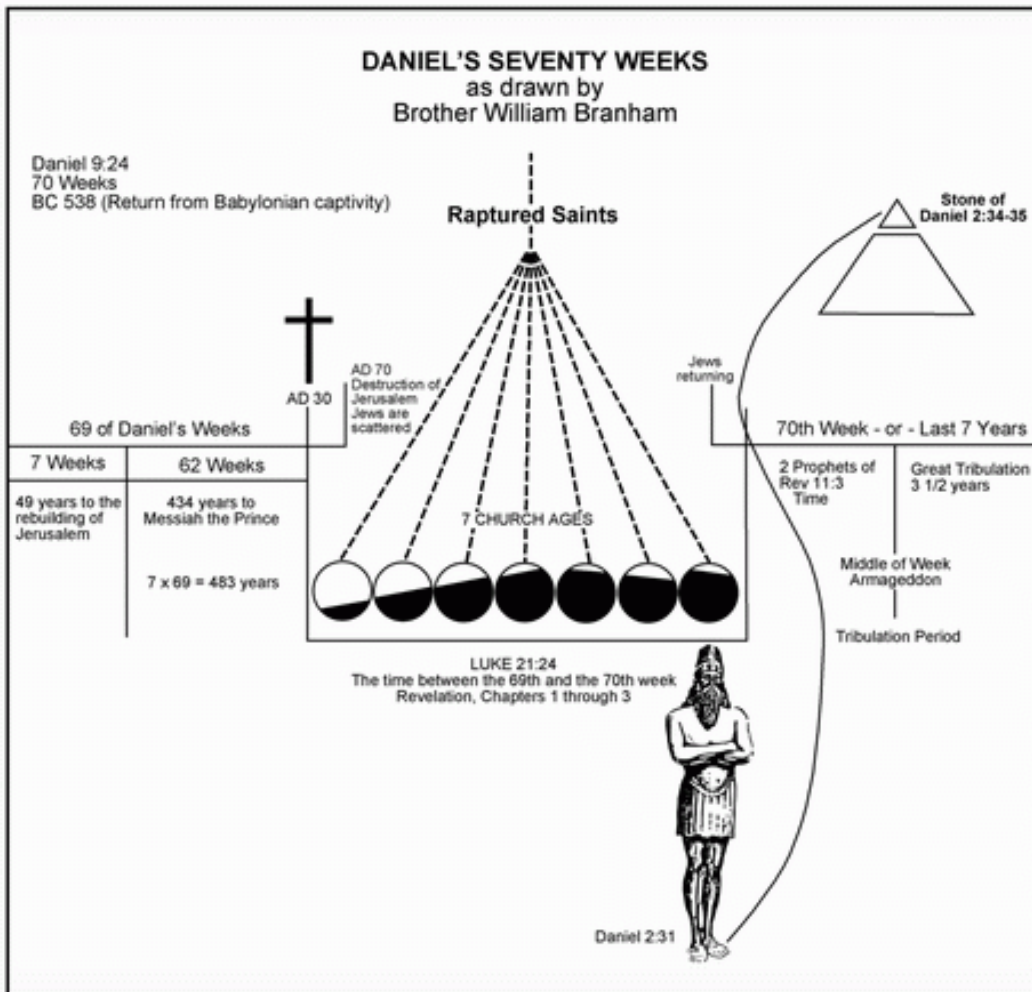 DANIEL'S SEVENTY WEEKS
as drawn by
Brother William Branham
Daniel 9:24
70 Weeks
BC 538 (Return from Babylonian captivity)
Raptured Saints
Stone of
Daniel 2:34-35
AD 30
AD 70
Destruction of
Jerusalem
Jews are
scattered
Jews
returning
69 of Daniel's Weeks
70th Week - or - Last 7 Years
7 Weeks
62 Weeks
49 years to the
rebuilding of
Jerusalem
434 years to
Messiah the Prince
7 x 69 = 483 years
7 CHURCH AGES
2 Prophets of
Rev 11:3
Time
Great Tribulation
3 1/2 years
Middle of Week
Armageddon
Tribulation Period
LUKE 21:24
The time between the 69th and the 70th week
Revelation, Chapters 1 through 3
Daniel 2:31